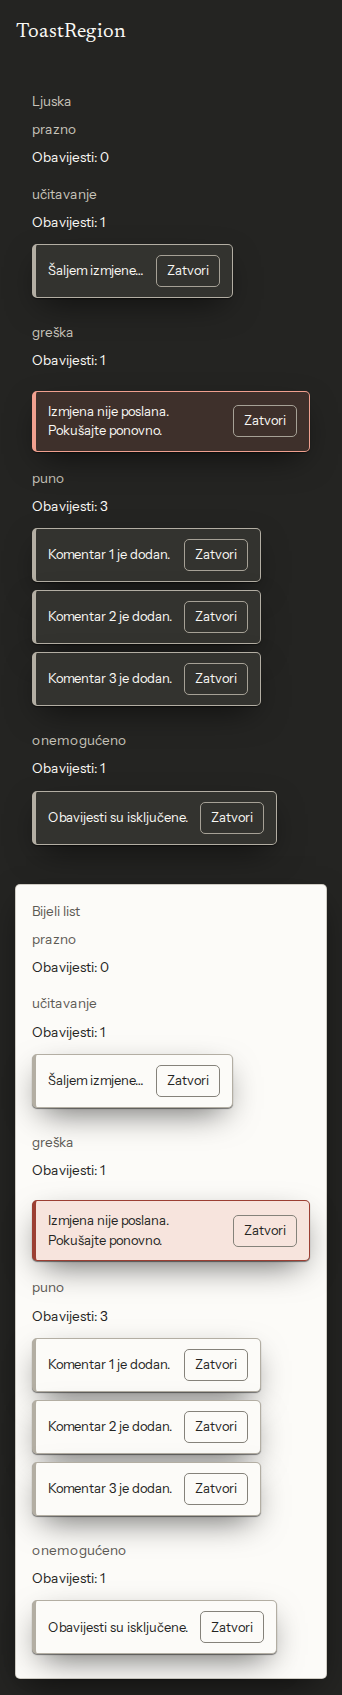 ToastRegion
Ljuska
prazno
Obavijesti: 0
učitavanje
Obavijesti: 1
Šaljem izmjene… Zatvori
greška
Obavijesti: 1
Izmjena nije poslana.
Pokušajte ponovno.
Zatvori
puno
Obavijesti: 3
Komentar 1 je dodan. Zatvori
Komentar 2 je dodan. Zatvori
Komentar 3 je dodan. Zatvori
onemogućeno
Obavijesti: 1
Obavijesti su isključene. Zatvori
Bijeli list
prazno
Obavijesti: 0
učitavanje
Obavijesti: 1
Šaljem izmjene… Zatvori
greška
Obavijesti: 1
Izmjena nije poslana.
Pokušajte ponovno.
Zatvori
puno
Obavijesti: 3
Komentar 1 je dodan. Zatvori
Komentar 2 je dodan. Zatvori
Komentar 3 je dodan. Zatvori
onemogućeno
Obavijesti: 1
Obavijesti su isključene. Zatvori